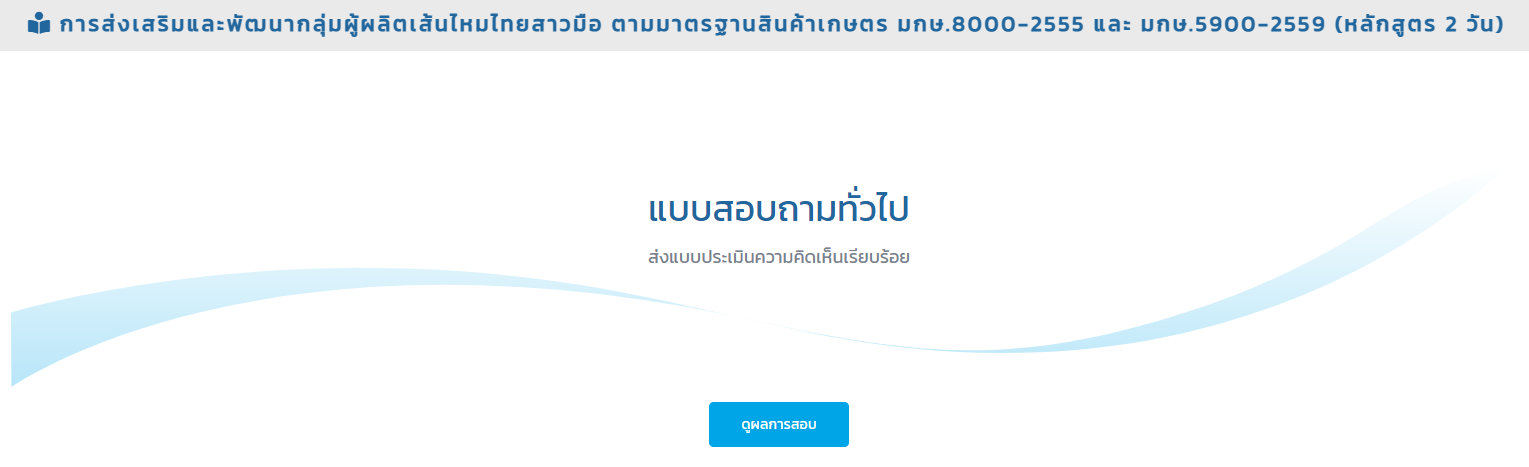 การส่งเสริมและพัฒนากลุ่มผู้ผลิตเส้นไหมไทยสาวมือ ตามมาตรฐานสินค้าเกษตร มกษ.8000-2555 และ มกษ.5900-2559 (หลักสูตร 2 วัน)
แบบสอบถามทั่วไป
ส่งแบบประเมินความคิดเห็นเรียบร้อย
ดูผลการสอบ